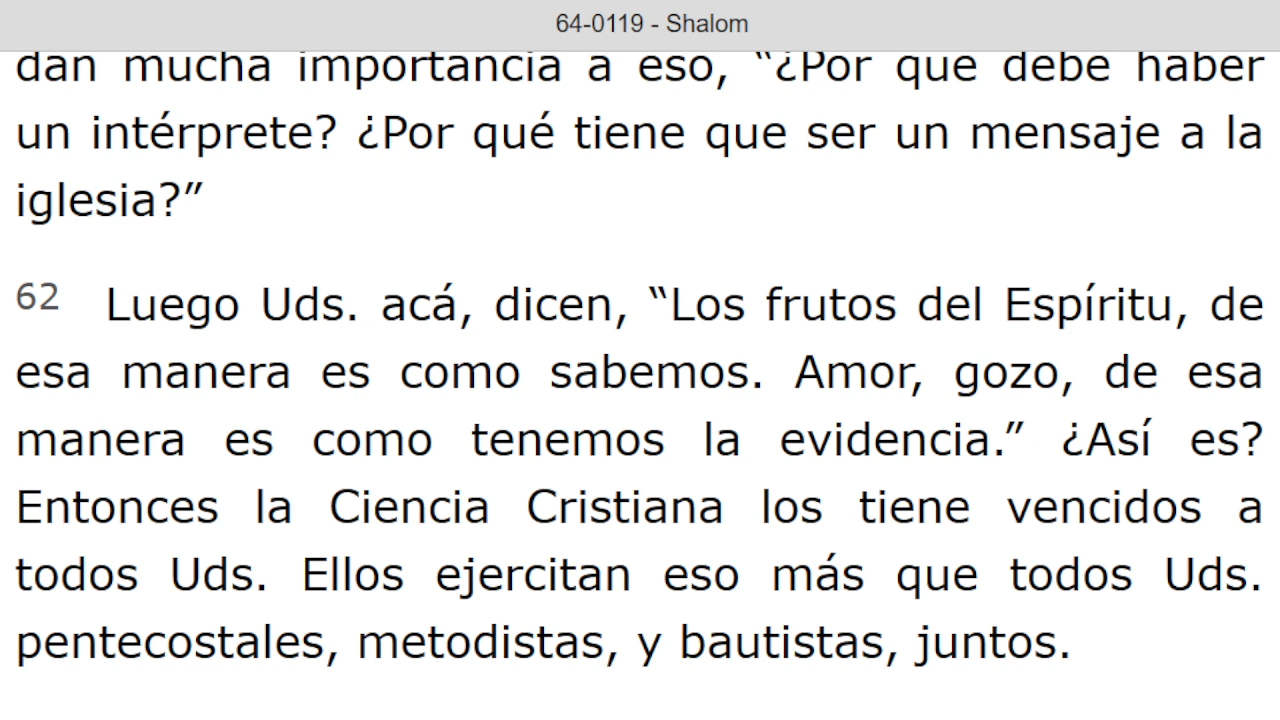 64-0119 - Shalom
dan mucha importancia a eso, “¿Por qué debe haber
un intérprete? ¿Por qué tiene que ser un mensaje a la
iglesia?”
62 Luego Uds. acá, dicen, “Los frutos del Espíritu, de
esa manera es como sabemos. Amor, gozo, de esa
manera es como tenemos la evidencia.” ¿Así es?
Entonces la Ciencia Cristiana los tiene vencidos a
todos Uds. Ellos ejercitan eso más que todos Uds.
pentecostales, metodistas, y bautistas, juntos.